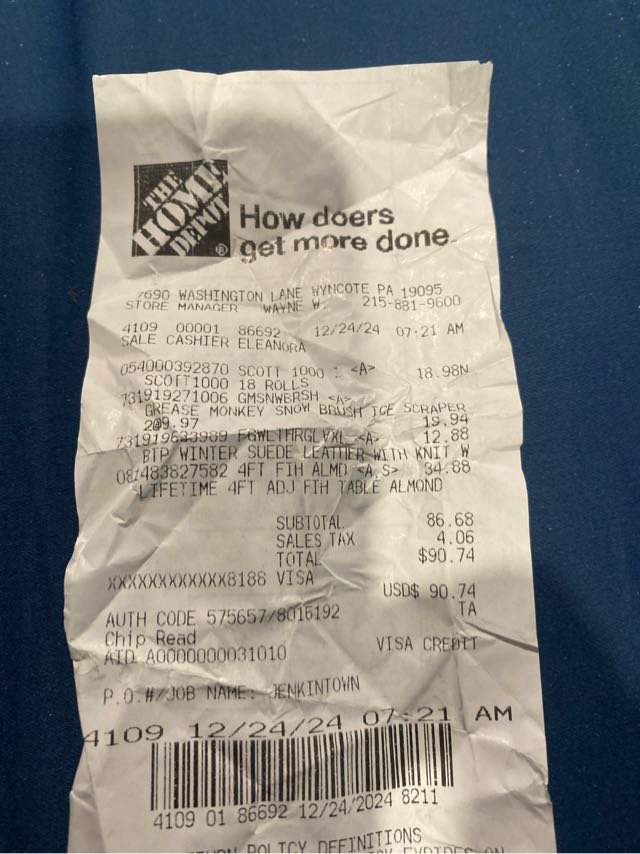 THE
HOME
DEPOT
®
How doers
get more done.
7690 WASHINGTON LANE WYNCOTE PA 19095
STORE MANAGER WAYNE W. 215-881-9600
4109 00001 86692 12/24/24 07:21 AM
SALE CASHIER ELEANORA
054000392870 SCOTT 1000 <A> 18.98N
SCOTT1000 18 ROLLS
731919271006 GMSNWBRSH <A>
GREASE MONKEY SNOW BRUSH ICE SCRAPER
2@9.97 19.94
<A> 12.88
BTP WINTER SUEDE LEATHER WITH KNIT W
081483827582 4FT FIH ALMD <A,S> 34.88
LIFETIME 4FT ADJ FIH TABLE ALMOND
SUBTOTAL 86.68
SALES TAX 4.06
TOTAL $90.74
XXXXXXXXXXXX8188 VISA
USD$ 90.74
TA
AUTH CODE 575657/8016192
Chip Read
AID A0000000031010 VISA CREDIT
P.O.#/JOB NAME: JENKINTOWN
4109 12/24/24 07:21 AM
4109 01 86692 12/24/2024 8211
POLICY DEFINITIONS